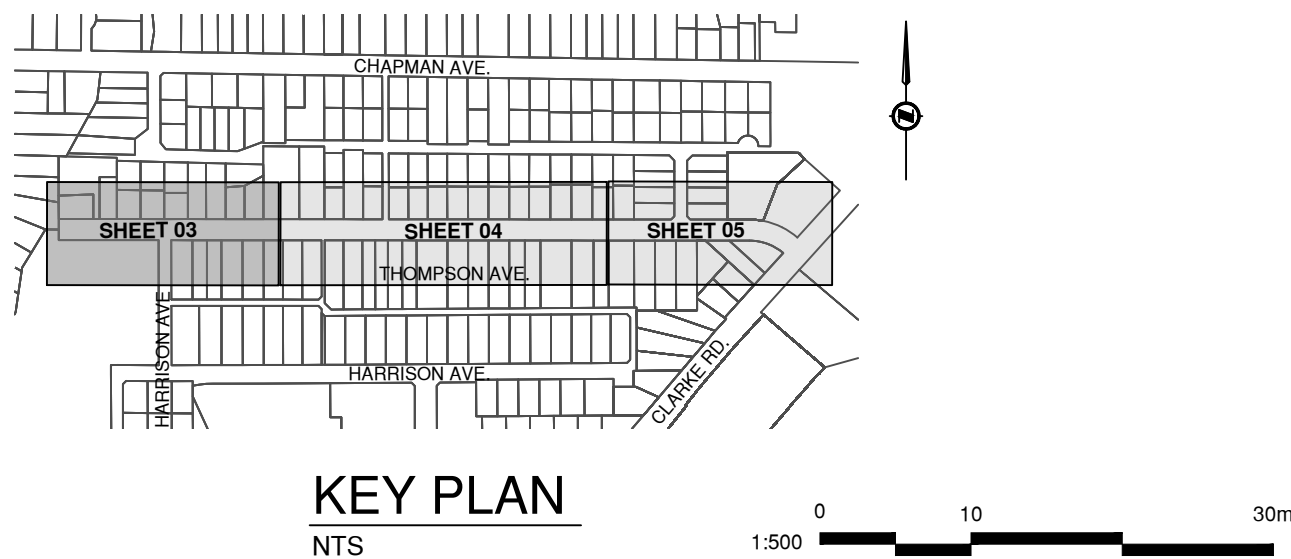 CHAPMAN AVE.
SHEET 03
SHEET 04
SHEET 05
THOMPSON AVE.
HARRISON AVE.
HARRISON AVE.
CLARKE RD.
KEY PLAN
NTS
1:500
0 10 30m